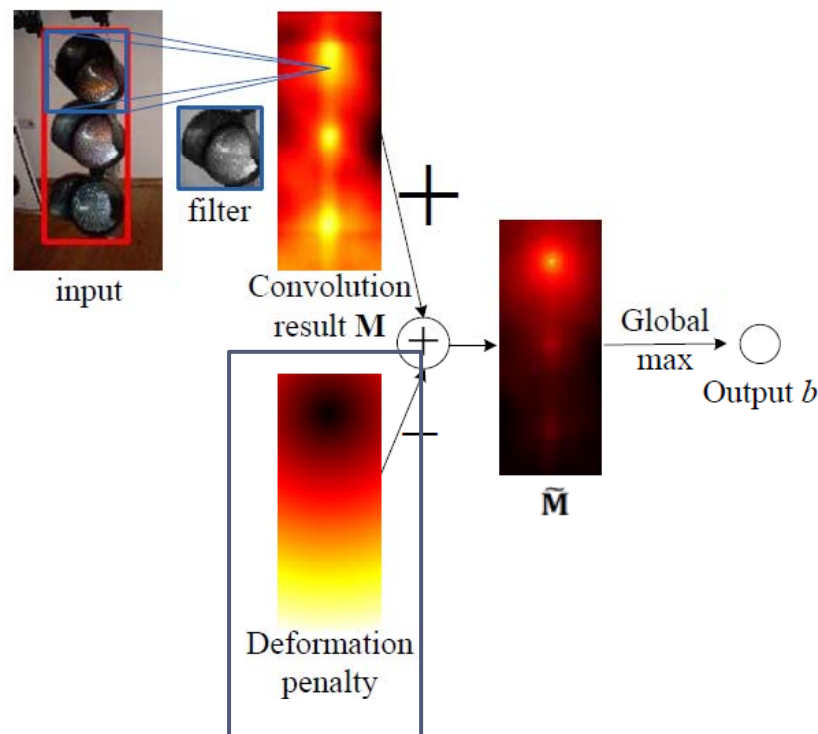 input
filter
Convolution
result M
+
+
−
Global
max
Output b
M̃
Deformation
penalty